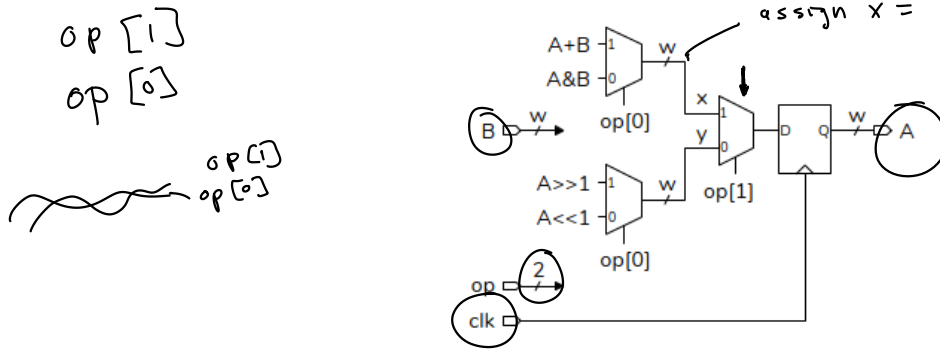 op [1]
op [0]
op[1]
op[0]
assign x =
A+B
1
w
A&B
0
op[0]
B
w
x
1
y
0
op[1]
D
Q
w
A
A>>1
1
w
A<<1
0
op[0]
op
2
clk